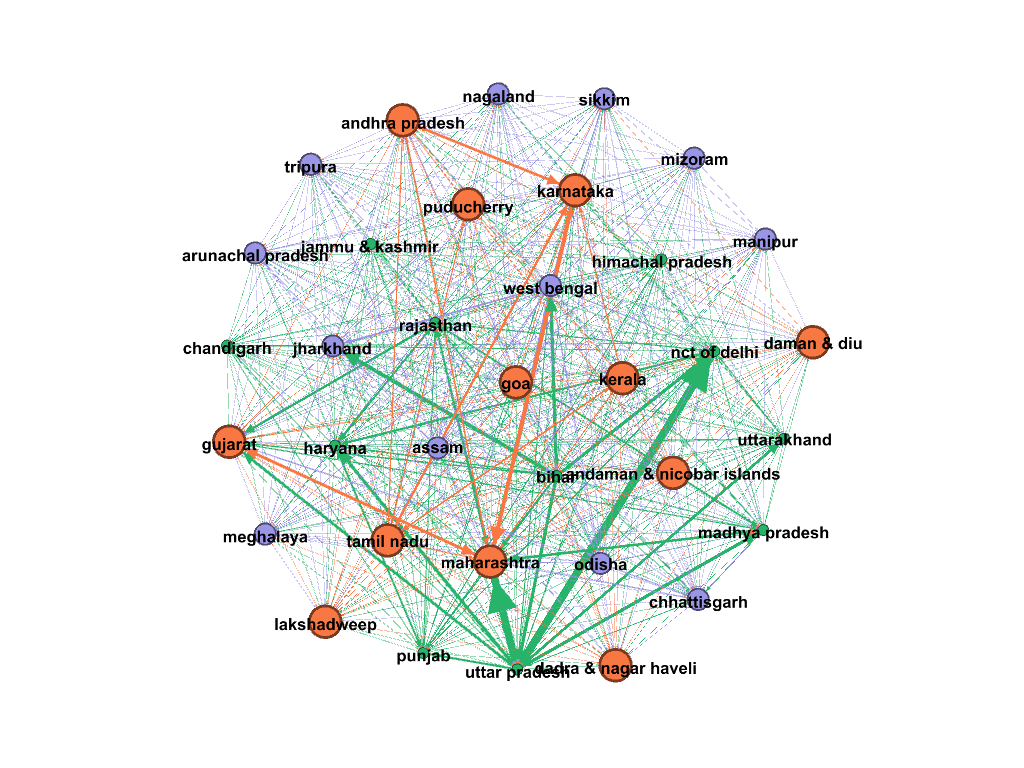 nagaland
sikkim
andhra pradesh
mizoram
tripura
karnataka
puducherry
manipur
jammu & kashmir
arunachal pradesh
himachal pradesh
west bengal
rajasthan
daman & diu
chandigarh
jharkhand
nct of delhi
goa
kerala
gujarat
haryana
assam
uttarakhand
bihar
andaman & nicobar islands
madhya pradesh
meghalaya
tamil nadu
maharashtra
odisha
chhattisgarh
lakshadweep
punjab
uttar pradesh
dadra & nagar haveli